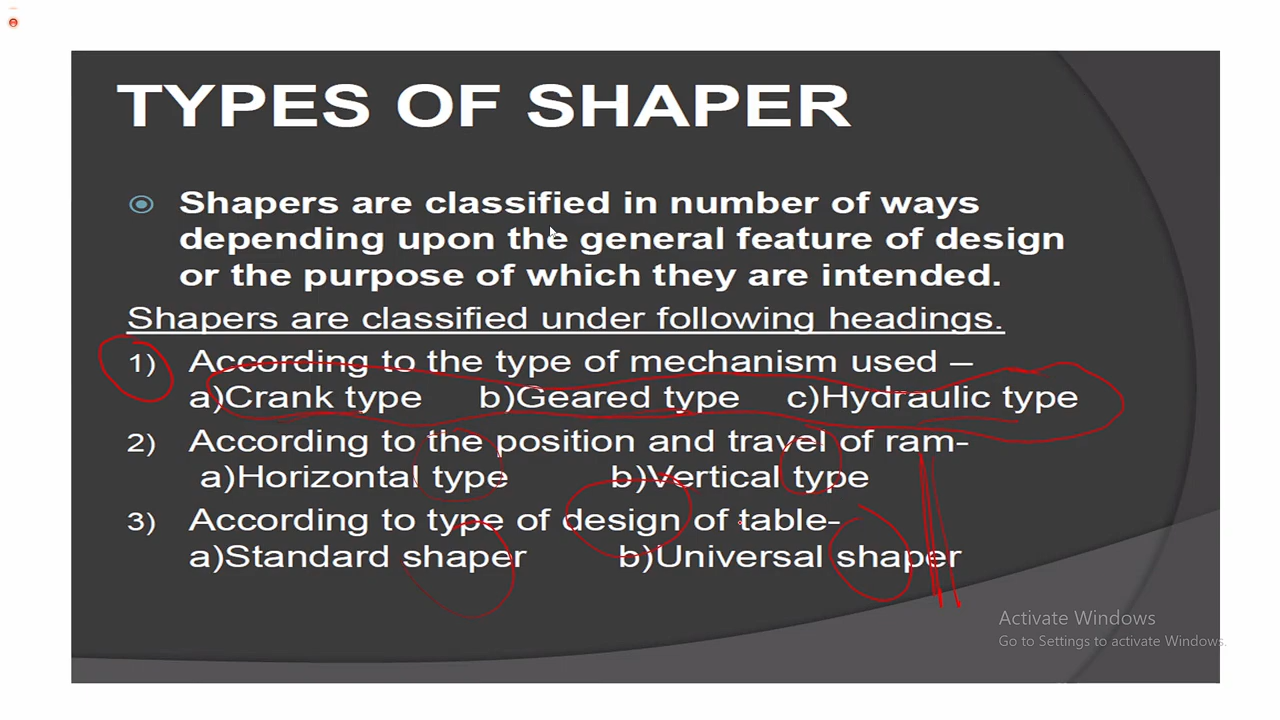 TYPES OF SHAPER
Shapers are classified in number of ways
depending upon the general feature of design
or the purpose of which they are intended.
Shapers are classified under following headings.
1) According to the type of mechanism used –
a)Crank type b)Geared type c)Hydraulic type
2) According to the position and travel of ram-
a)Horizontal type b)Vertical type
3) According to type of design of table-
a)Standard shaper b)Universal shaper
Activate Windows
Go to Settings to activate Windows.